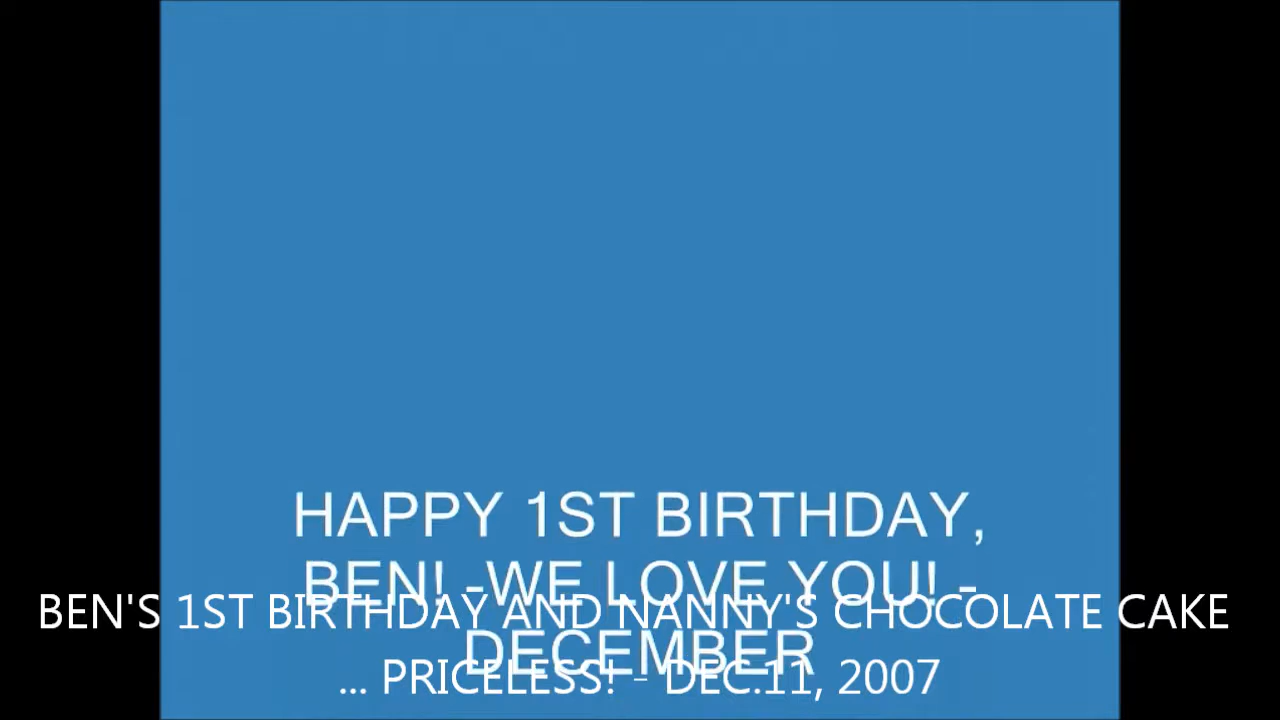 HAPPY 1ST BIRTHDAY,
BEN! -WE LOVE YOU! -
BEN'S 1ST BIRTHDAY AND NANNY'S CHOCOLATE CAKE
DECEMBER
... PRICELESS! - DEC.11, 2007